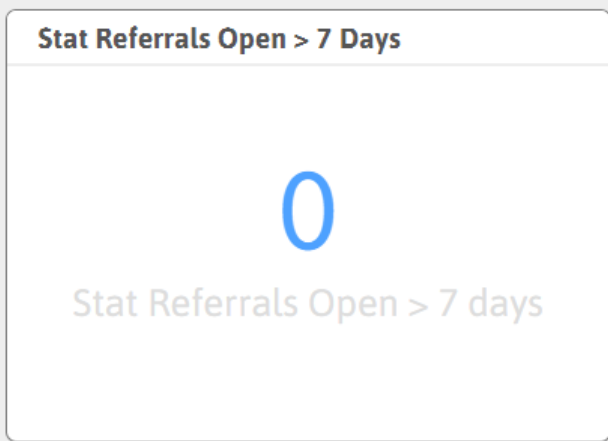 Stat Referrals Open > 7 Days
0
Stat Referrals Open > 7 days